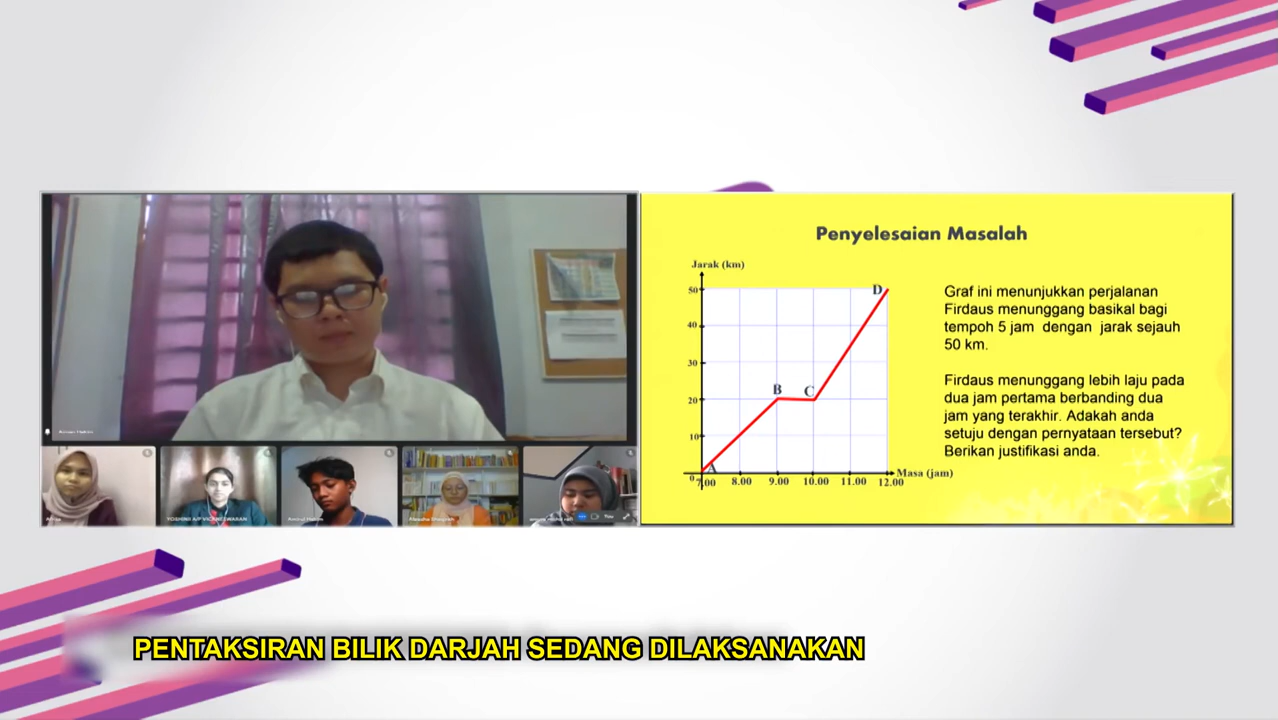 Penyelesaian Masalah
Jarak (km)
50
40
30
20
10
0
A
B
C
D
7.00
8.00
9.00
10.00
11.00
12.00
Masa (jam)
Graf ini menunjukkan perjalanan
Firdaus menunggang basikal bagi
tempoh 5 jam dengan jarak sejauh
50 km.
Firdaus menunggang lebih laju pada
dua jam pertama berbanding dua
jam yang terakhir. Adakah anda
setuju dengan pernyataan tersebut?
Berikan justifikasi anda.
You
PENTAKSIRAN BILIK DARJAH SEDANG DILAKSANAKAN